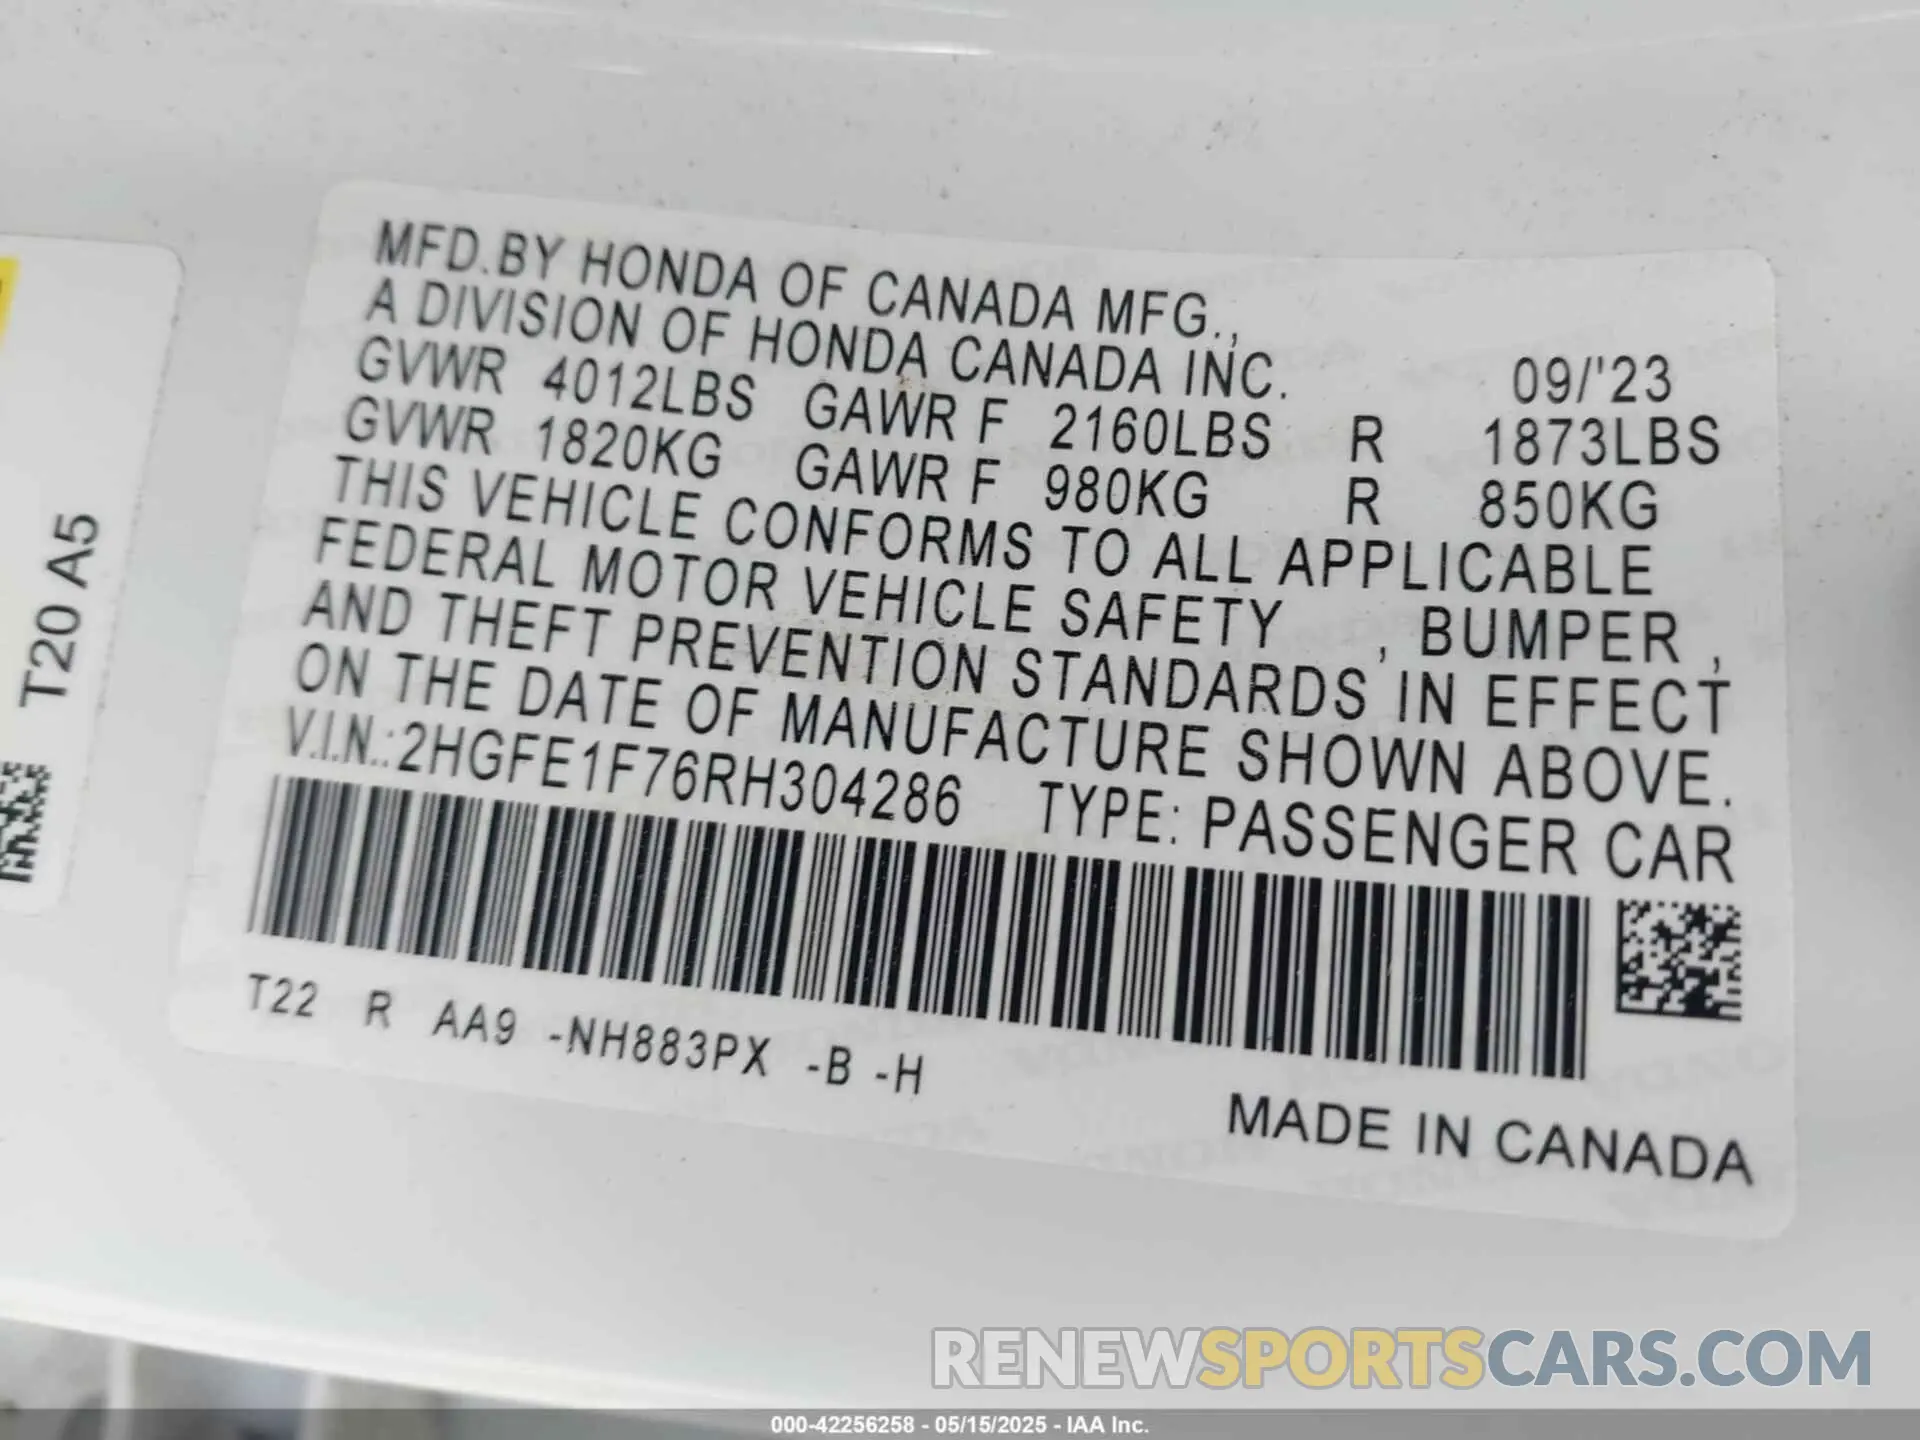 MFD.BY HONDA OF CANADA MFG.,
A DIVISION OF HONDA CANADA INC. 09/'23
GVWR 4012LBS GAWR F 2160LBS R 1873LBS
GVWR 1820KG GAWR F 980KG R 850KG
THIS VEHICLE CONFORMS TO ALL APPLICABLE
FEDERAL MOTOR VEHICLE SAFETY , BUMPER ,
AND THEFT PREVENTION STANDARDS IN EFFECT
ON THE DATE OF MANUFACTURE SHOWN ABOVE.
V.I.N.:2HGFE1F76RH304286 TYPE: PASSENGER CAR
T22 R AA9 -NH883PX -B -H
MADE IN CANADA
T20 A5
RENEWSPORTSCARS.COM
000-42256258 - 05/15/2025 - IAA Inc.